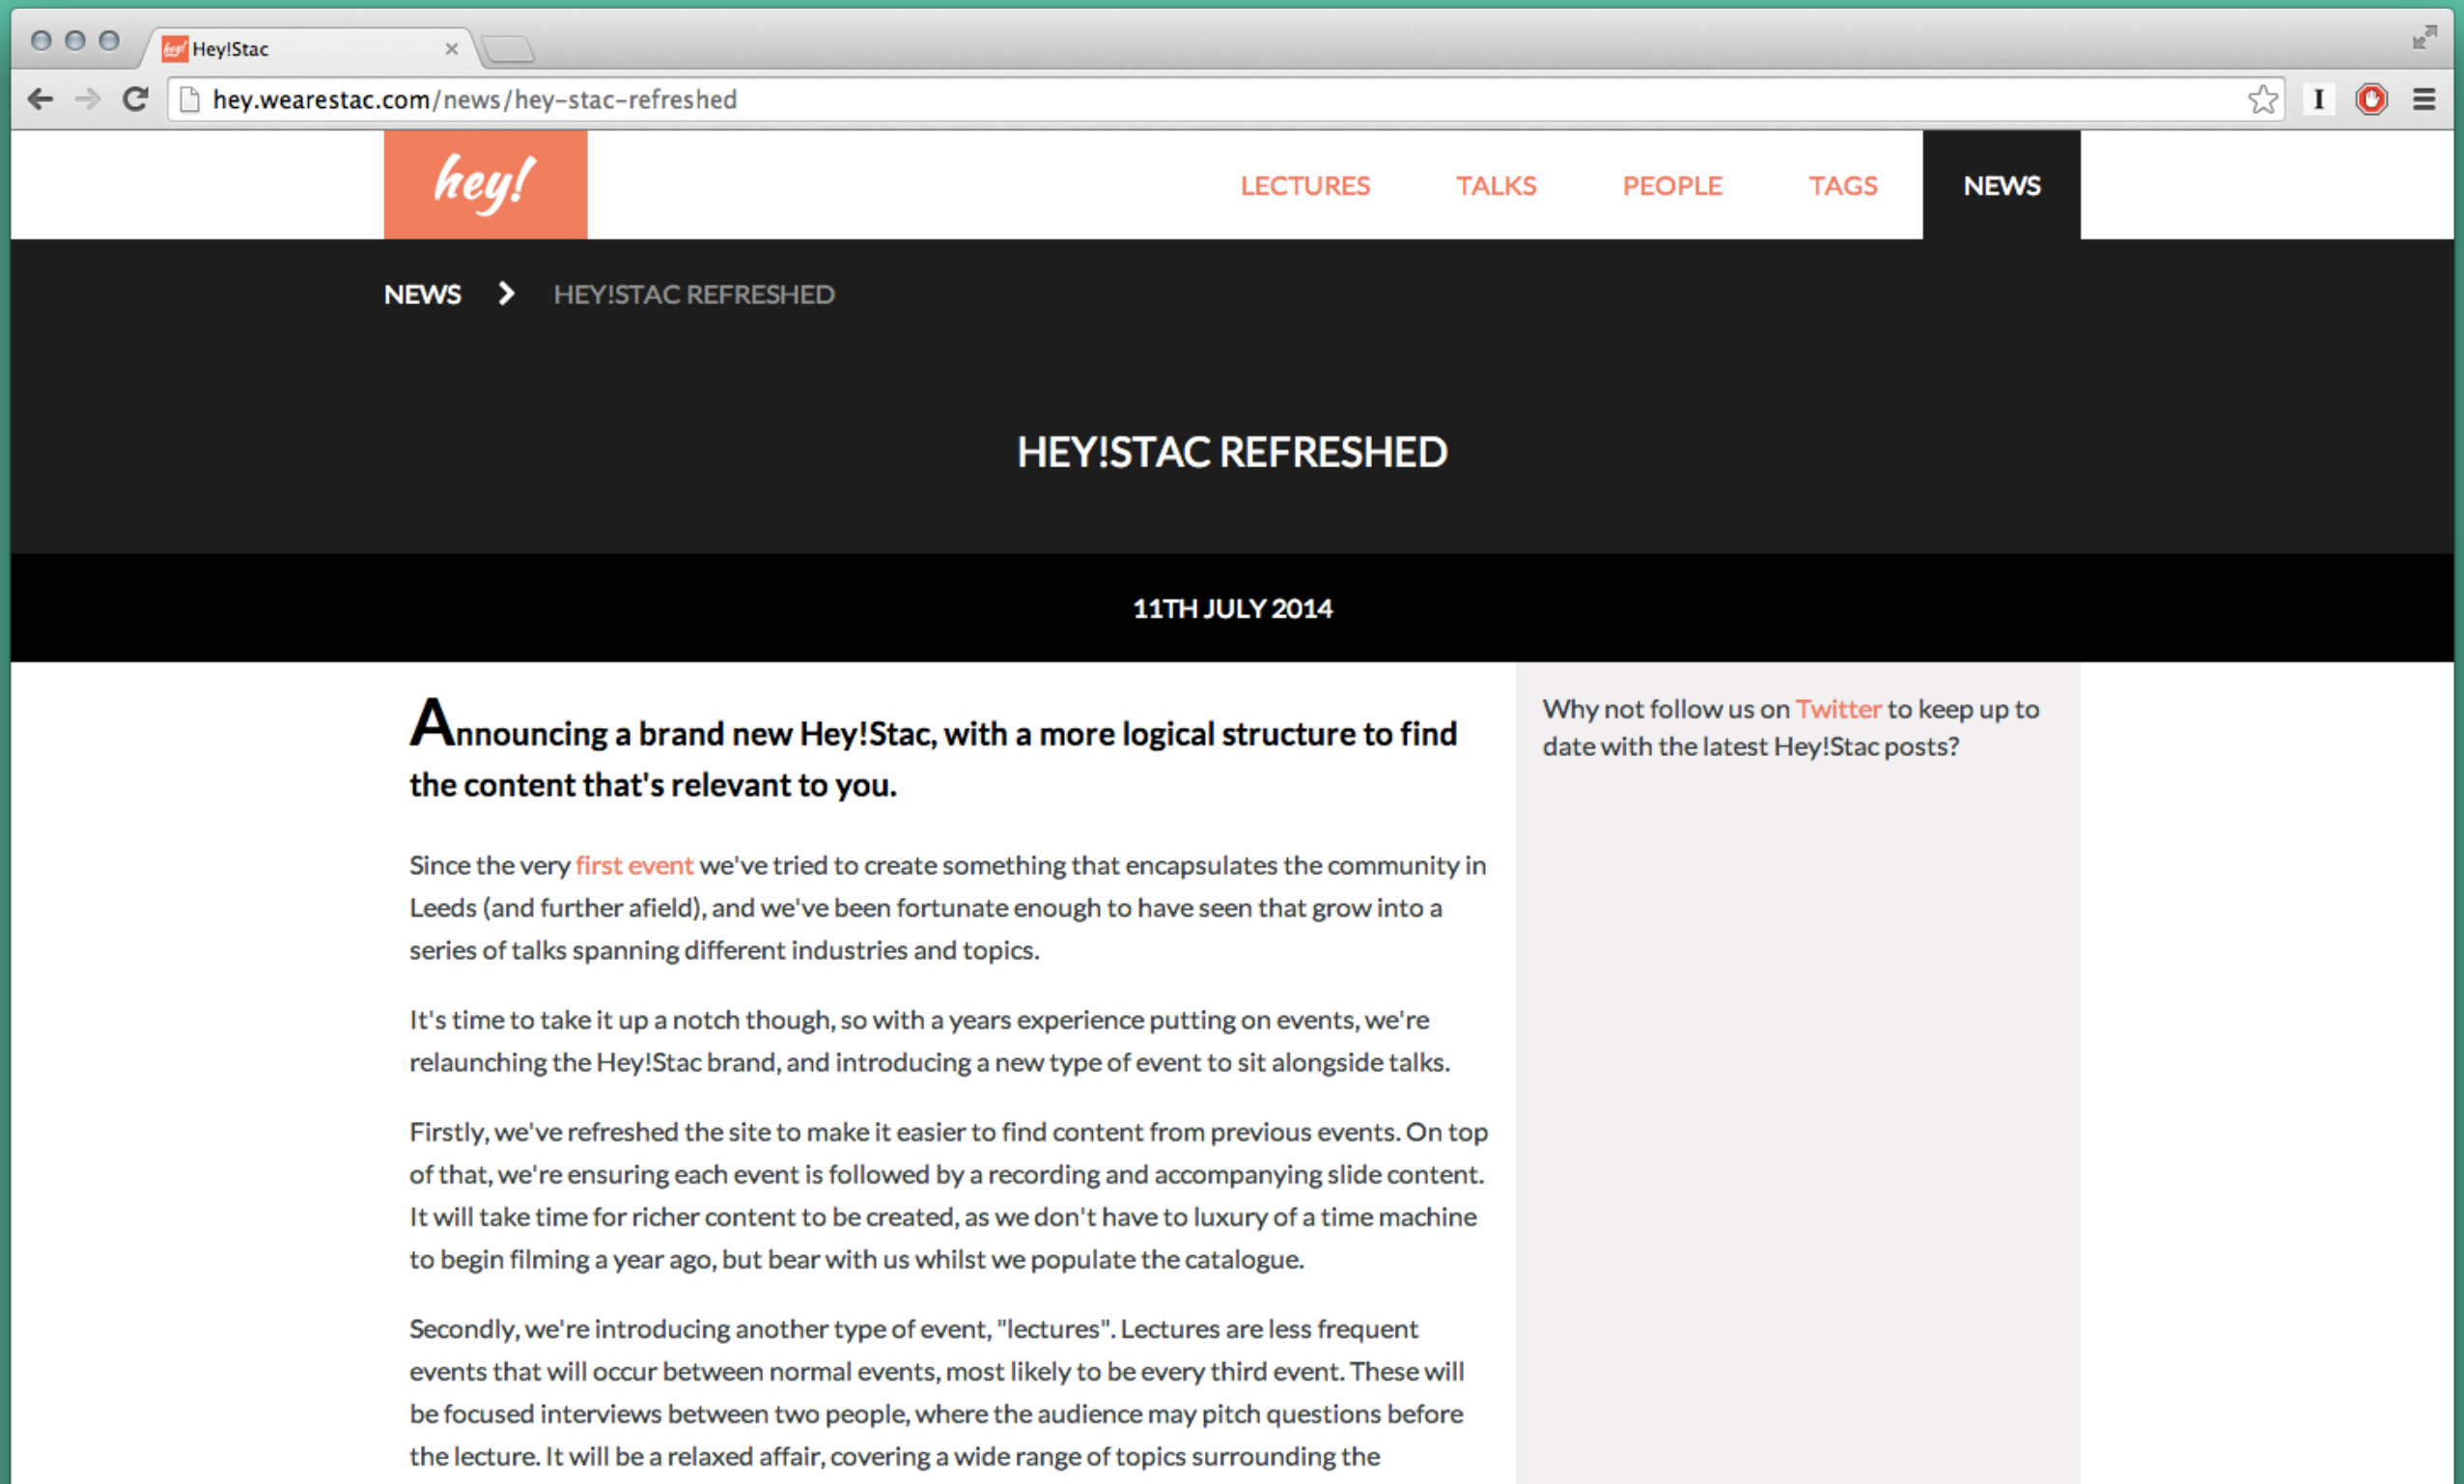 hey! Hey!Stac
hey.wearestac.com/news/hey-stac-refreshed
I
hey!
LECTURES TALKS PEOPLE TAGS NEWS
NEWS HEY!STAC REFRESHED
HEY!STAC REFRESHED
11TH JULY 2014
Announcing a brand new Hey!Stac, with a more logical structure to find
the content that's relevant to you.
Since the very first event we've tried to create something that encapsulates the community in
Leeds (and further afield), and we've been fortunate enough to have seen that grow into a
series of talks spanning different industries and topics.
It's time to take it up a notch though, so with a years experience putting on events, we're
relaunching the Hey!Stac brand, and introducing a new type of event to sit alongside talks.
Firstly, we've refreshed the site to make it easier to find content from previous events. On top
of that, we're ensuring each event is followed by a recording and accompanying slide content.
It will take time for richer content to be created, as we don't have to luxury of a time machine
to begin filming a year ago, but bear with us whilst we populate the catalogue.
Secondly, we're introducing another type of event, "lectures". Lectures are less frequent
events that will occur between normal events, most likely to be every third event. These will
be focused interviews between two people, where the audience may pitch questions before
the lecture. It will be a relaxed affair, covering a wide range of topics surrounding the
Why not follow us on Twitter to keep up to
date with the latest Hey!Stac posts?